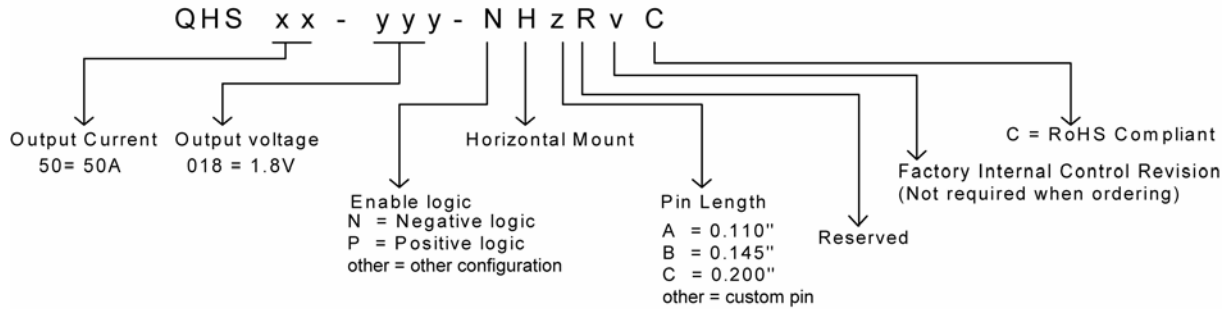 QHS xx - yyy - N H z R v C
Output Current
50= 50A
Output voltage
018 = 1.8V
Enable logic
N = Negative logic
P = Positive logic
other = other configuration
Horizontal Mount
Pin Length
A = 0.110"
B = 0.145"
C = 0.200"
other = custom pin
Reserved
Factory Internal Control Revision
(Not required when ordering)
C = RoHS Compliant